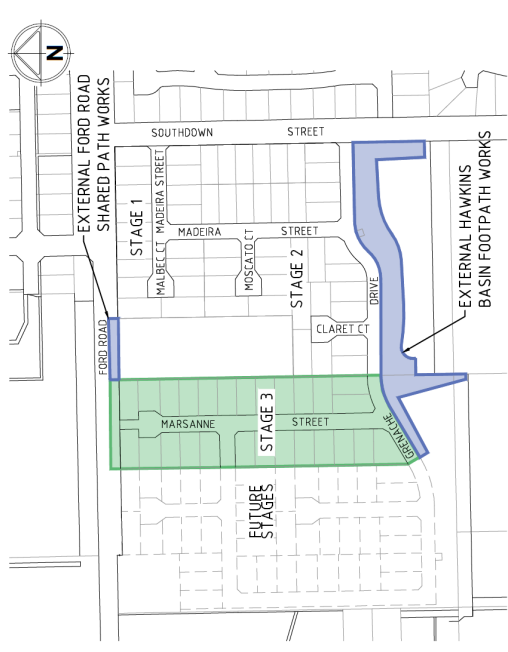 N
EXTERNAL FORD ROAD
SHARED PATH WORKS
SOUTHDOWN STREET
MADEIRA STREET
STAGE 1
MADEIRA STREET
MALBEC CT
MOSCATO CT
STAGE 2
DRIVE
EXTERNAL HAWKINS
BASIN FOOTPATH WORKS
CLARET CT
FORD ROAD
MARSANNE STREET
STAGE 3
GRENACHE
FUTURE
STAGES